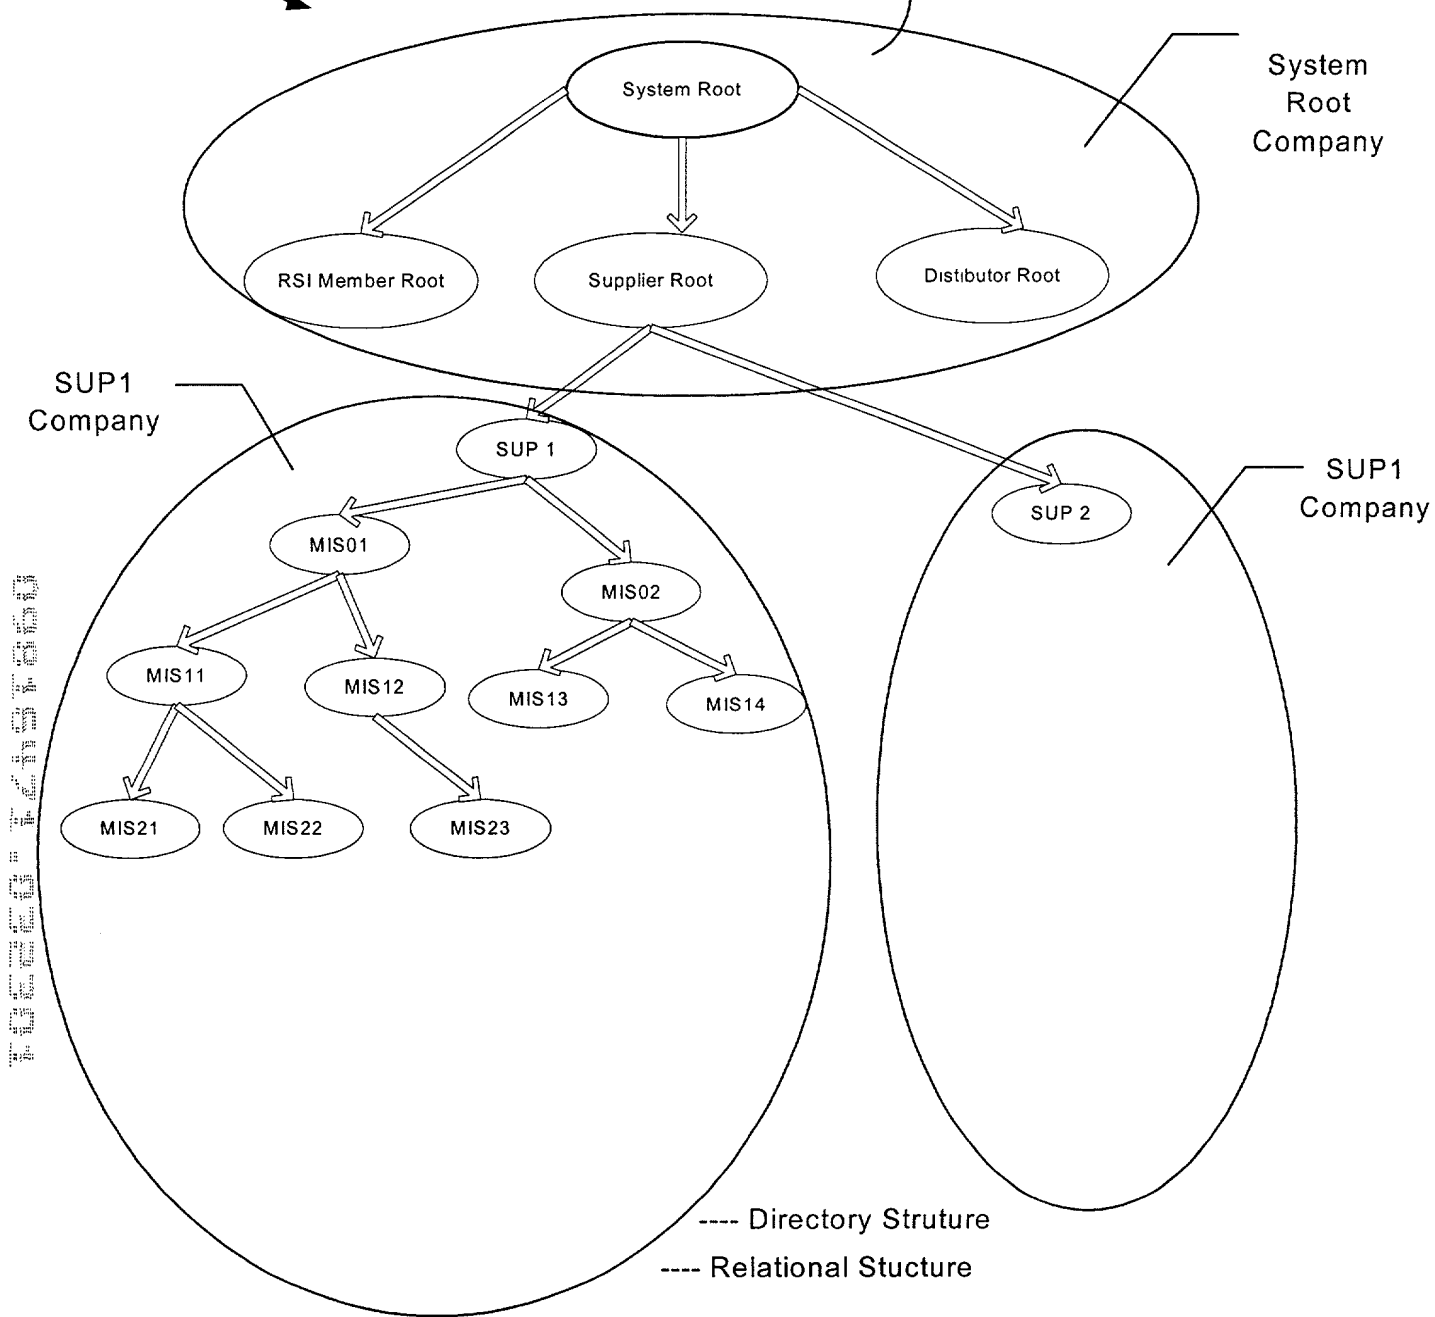 System Root
System
Root
Company
RSI Member Root
Supplier Root
Distibutor Root
SUP1
Company
SUP 1
SUP1
Company
SUP 2
MIS01
MIS02
MIS11
MIS12
MIS13
MIS14
MIS21
MIS22
MIS23
---- Directory Struture
---- Relational Stucture